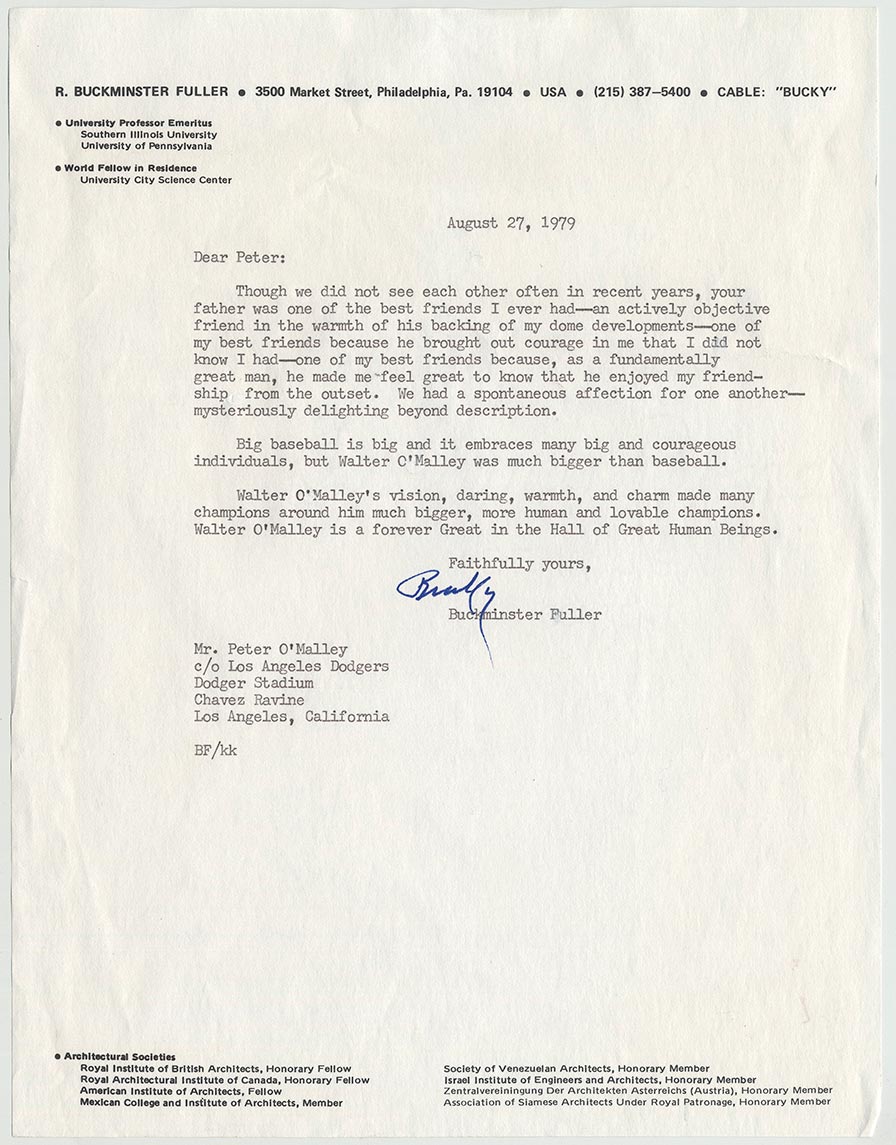 R. BUCKMINSTER FULLER ● 3500 Market Street, Philadelphia, Pa. 19104 ● USA ● (215) 387—5400 ● CABLE: "BUCKY"
● University Professor Emeritus
Southern Illinois University
University of Pennsylvania
● World Fellow in Residence
University City Science Center
August 27, 1979
Dear Peter:
Though we did not see each other often in recent years, your
father was one of the best friends I ever had—an actively objective
friend in the warmth of his backing of my dome developments—one of
my best friends because he brought out courage in me that I did not
know I had—one of my best friends because, as a fundamentally
great man, he made me feel great to know that he enjoyed my friend-
ship from the outset. We had a spontaneous affection for one another—
mysteriously delighting beyond description.
Big baseball is big and it embraces many big and courageous
individuals, but Walter O'Malley was much bigger than baseball.
Walter O'Malley's vision, daring, warmth, and charm made many
champions around him much bigger, more human and lovable champions.
Walter O'Malley is a forever Great in the Hall of Great Human Beings.
Faithfully yours,
Buckminster Fuller
Mr. Peter O'Malley
c/o Los Angeles Dodgers
Dodger Stadium
Chavez Ravine
Los Angeles, California
BF/kk
● Architectural Societies
Royal Institute of British Architects, Honorary Fellow
Royal Architectural Institute of Canada, Honorary Fellow
American Institute of Architects, Fellow
Mexican College and Institute of Architects, Member
Society of Venezuelan Architects, Honorary Member
Israel Institute of Engineers and Architects, Honorary Member
Zentralvereiningung Der Architekten Asterreichs (Austria), Honorary Member
Association of Siamese Architects Under Royal Patronage, Honorary Member